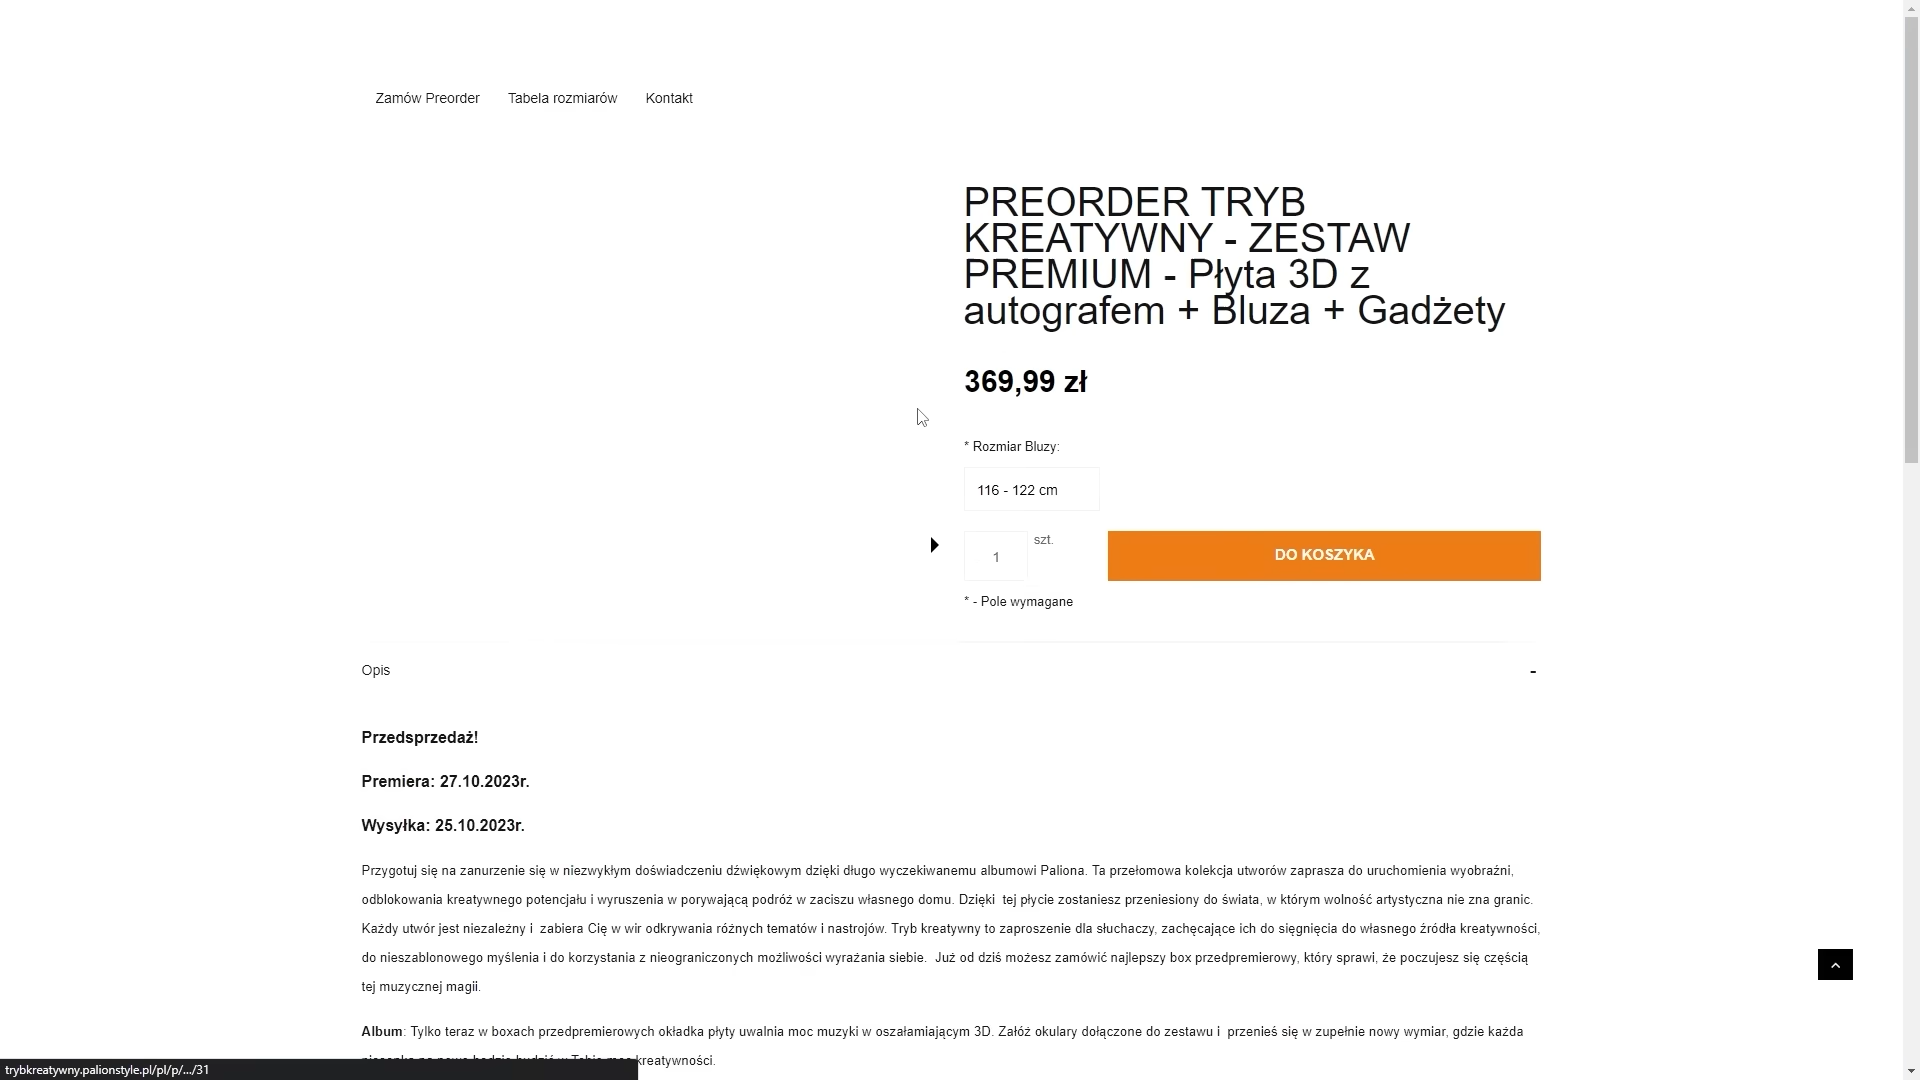 Zamów Preorder Tabela rozmiarów Kontakt
PREORDER TRYB
KREATYWNY - ZESTAW
PREMIUM - Płyta 3D z
autografem + Bluza + Gadżety
369,99 zł
* Rozmiar Bluzy:
116 - 122 cm
1 szt. DO KOSZYKA
* - Pole wymagane
Opis -
Przedsprzedaż!
Premiera: 27.10.2023r.
Wysyłka: 25.10.2023r.
Przygotuj się na zanurzenie się w niezwykłym doświadczeniu dźwiękowym dzięki długo wyczekiwanemu albumowi Paliona. Ta przełomowa kolekcja utworów zaprasza do uruchomienia wyobraźni,
odblokowania kreatywnego potencjału i wyruszenia w porywającą podróż w zaciszu własnego domu. Dzięki tej płycie zostaniesz przeniesiony do świata, w którym wolność artystyczna nie zna granic.
Każdy utwór jest niezależny i zabiera Cię w wir odkrywania różnych tematów i nastrojów. Tryb kreatywny to zaproszenie dla słuchaczy, zachęcające ich do sięgnięcia do własnego źródła kreatywności,
do nieszablonowego myślenia i do korzystania z nieograniczonych możliwości wyrażania siebie. Już od dziś możesz zamówić najlepszy box przedpremierowy, który sprawi, że poczujesz się częścią
tej muzycznej magii.
Album: Tylko teraz w boxach przedpremierowych okładka płyty uwalnia moc muzyki w oszałamiającym 3D. Załóż okulary dołączone do zestawu i przenieś się w zupełnie nowy wymiar, gdzie każda
kreatywności.
trybkreatywny.palionstyle.pl/pl/p/.../31